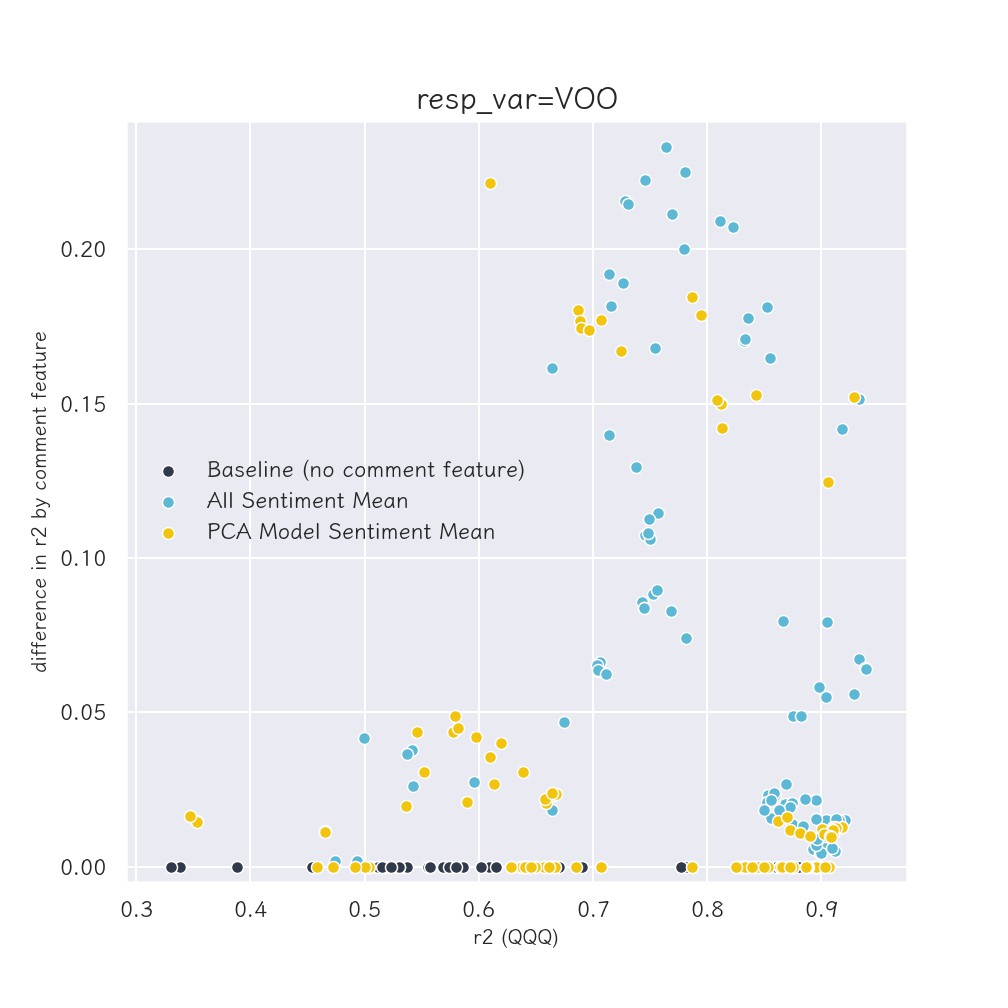 resp_var=VOO
difference in r2 by comment feature
0.20
0.15
0.10
0.05
0.00
Baseline (no comment feature)
All Sentiment Mean
PCA Model Sentiment Mean
0.3 0.4 0.5 0.6 0.7 0.8 0.9
r2 (QQQ)